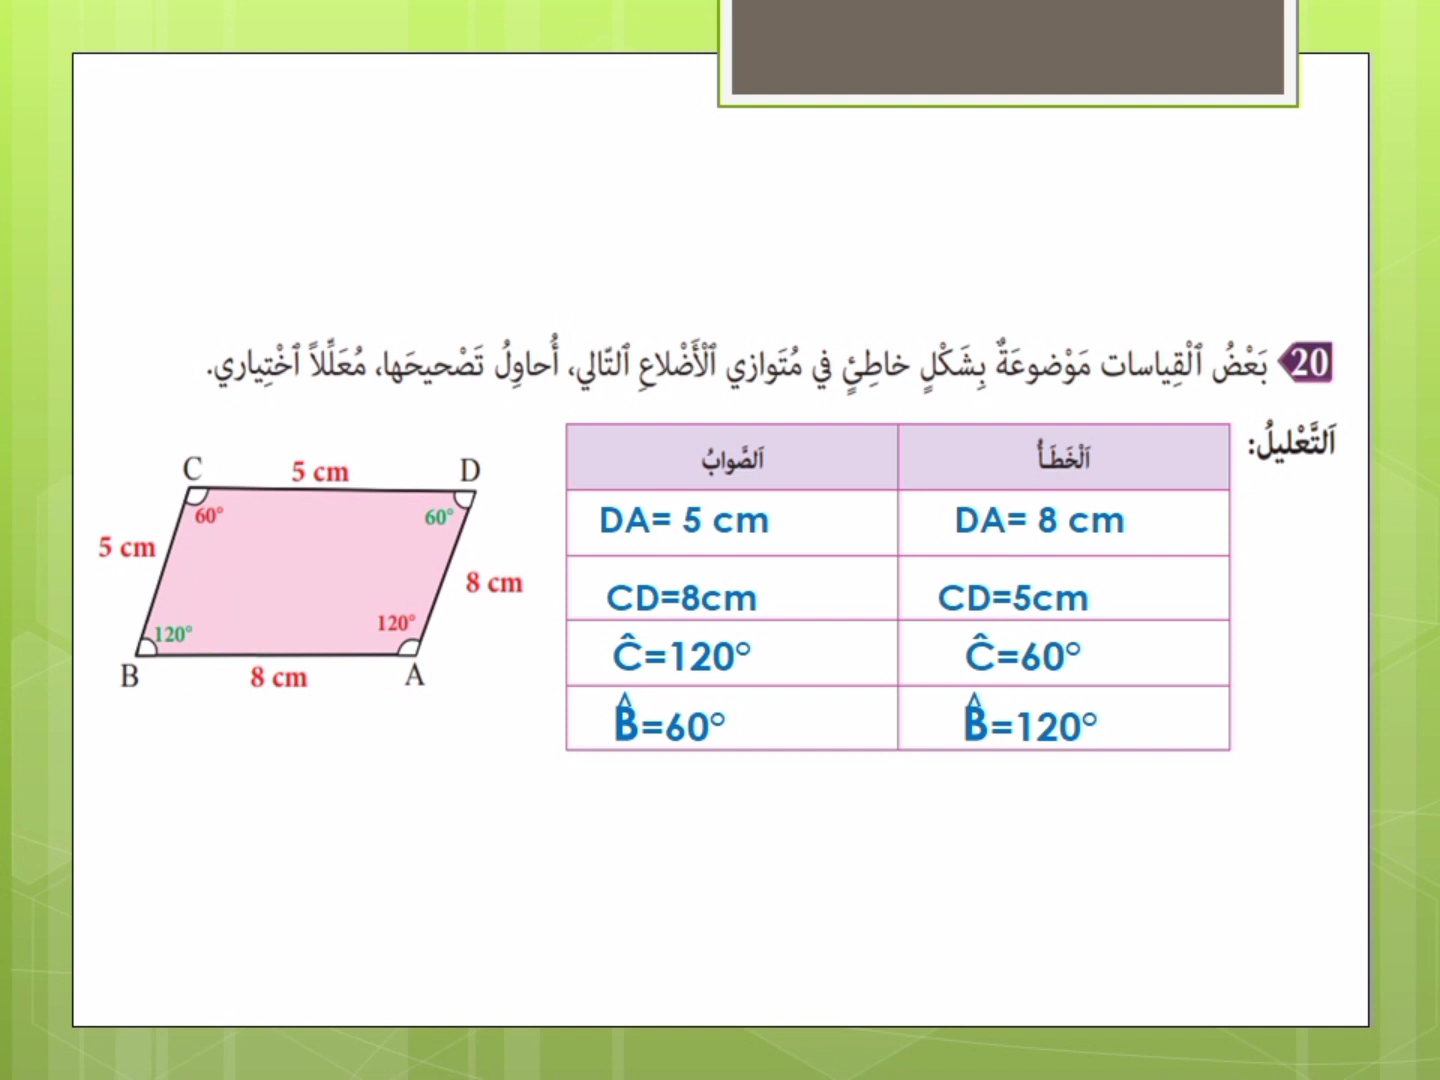 20 بَعْضُ ٱلْقِياسات مَوْضوعَةٌ بِشَكْلٍ خاطِئٍ في مُتَوازي ٱلْأَضْلاعِ ٱلتّالي، أُحاوِلُ تَصْحيحَها، مُعَلِّلاً ٱخْتِياري.
اَلتَّعْليلُ:
اَلْخَطَأُ اَلصَّوابُ
DA= 8 cm DA= 5 cm
CD=5cm CD=8cm
Ĉ=60° Ĉ=120°
B̂=120° B̂=60°
C 5 cm D
60° 60°
5 cm 8 cm
120° 120°
B 8 cm A